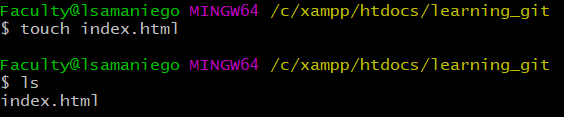 Faculty@lsamaniego MINGW64 /c/xampp/htdocs/learning_git
$ touch index.html
Faculty@lsamaniego MINGW64 /c/xampp/htdocs/learning_git
$ ls
index.html